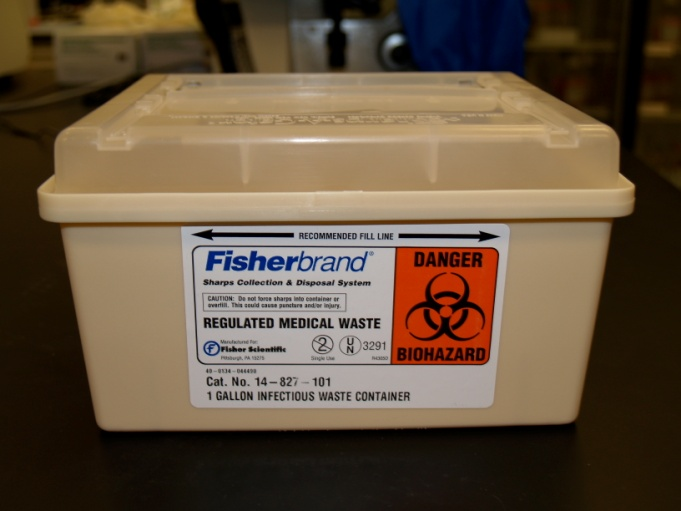 RECOMMENDED FILL LINE
Fisherbrand®
Sharps Collection & Disposal System
CAUTION: Do not force sharps into container or
overfill. This could cause puncture and/or injury.
REGULATED MEDICAL WASTE
Manufactured For:
Fisher Scientific
Pittsburgh, PA 15275
2
Single Use
UN 3291
DANGER
BIOHAZARD
Cat. No. 14-827-101
1 GALLON INFECTIOUS WASTE CONTAINER